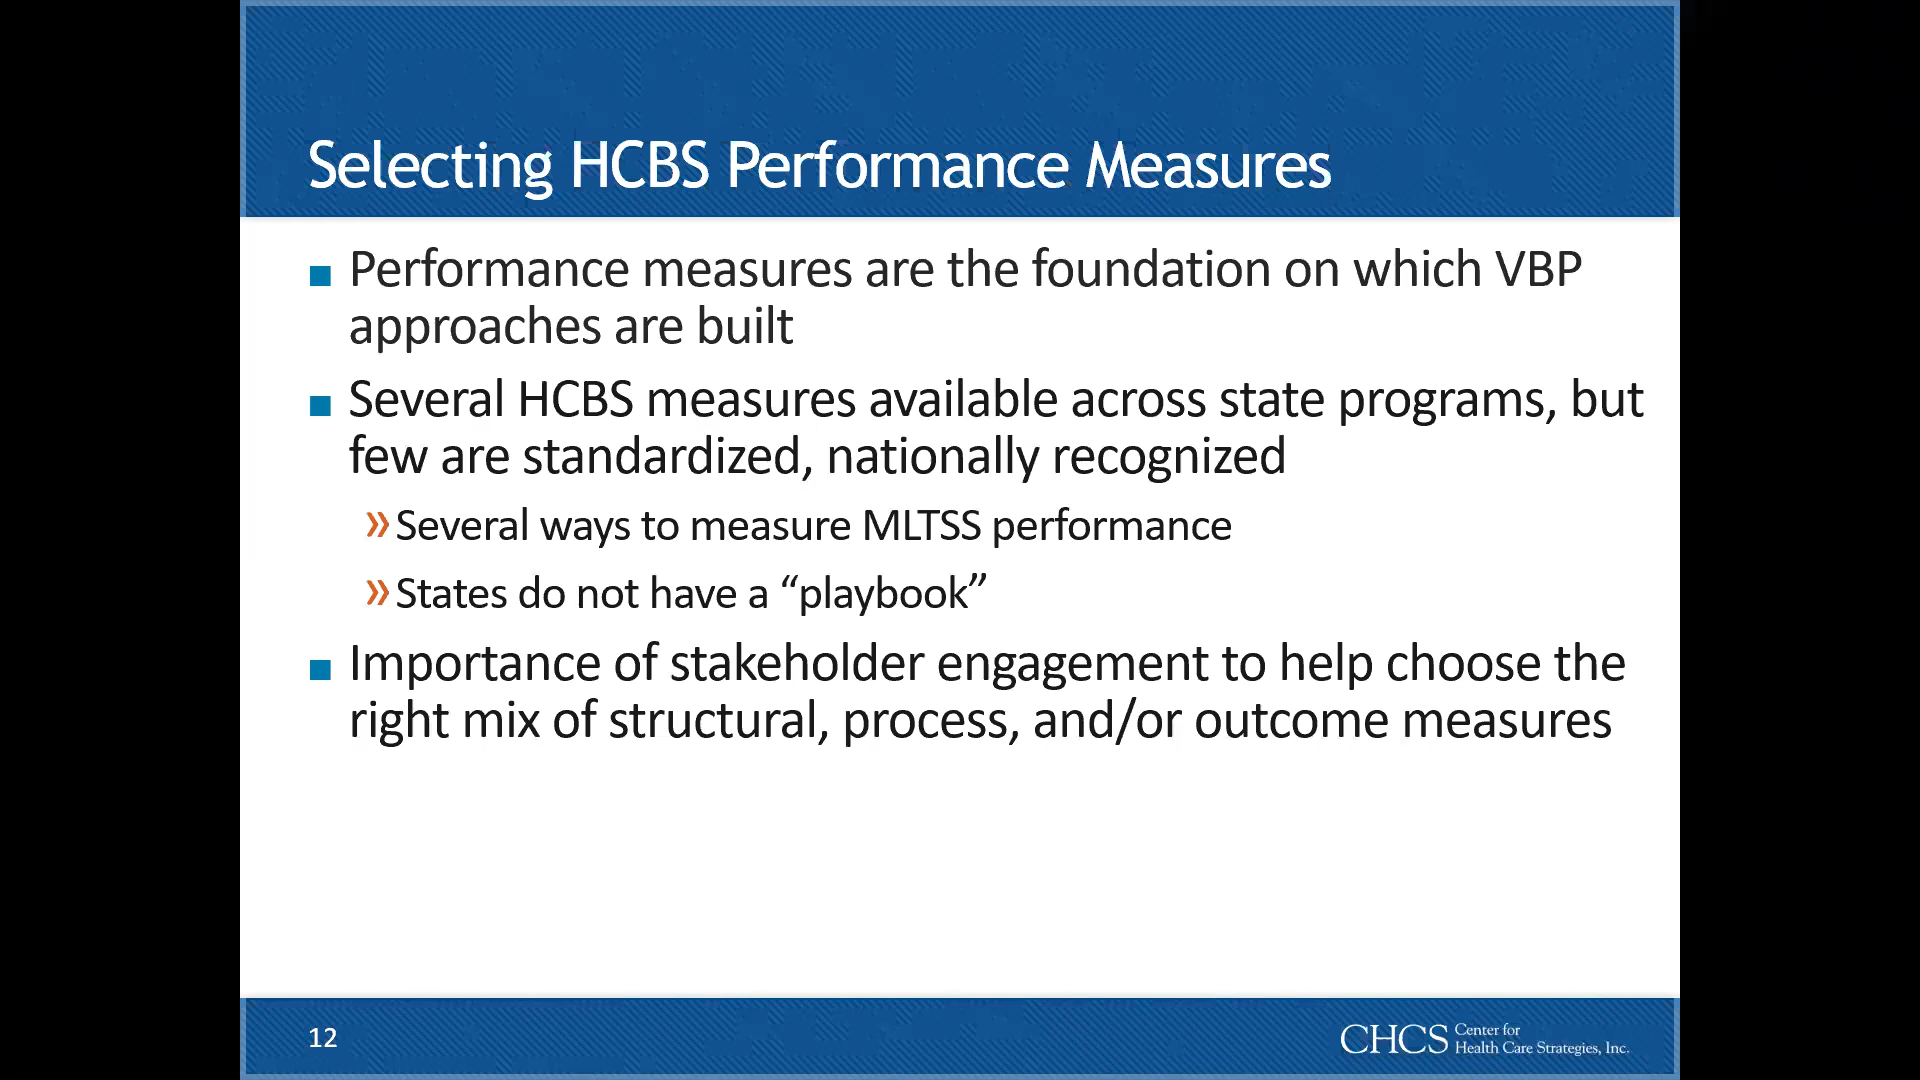 Selecting HCBS Performance Measures
■ Performance measures are the foundation on which VBP
approaches are built
■ Several HCBS measures available across state programs, but
few are standardized, nationally recognized
» Several ways to measure MLTSS performance
» States do not have a “playbook”
■ Importance of stakeholder engagement to help choose the
right mix of structural, process, and/or outcome measures
12
CHCS Center for
Health Care Strategies, Inc.